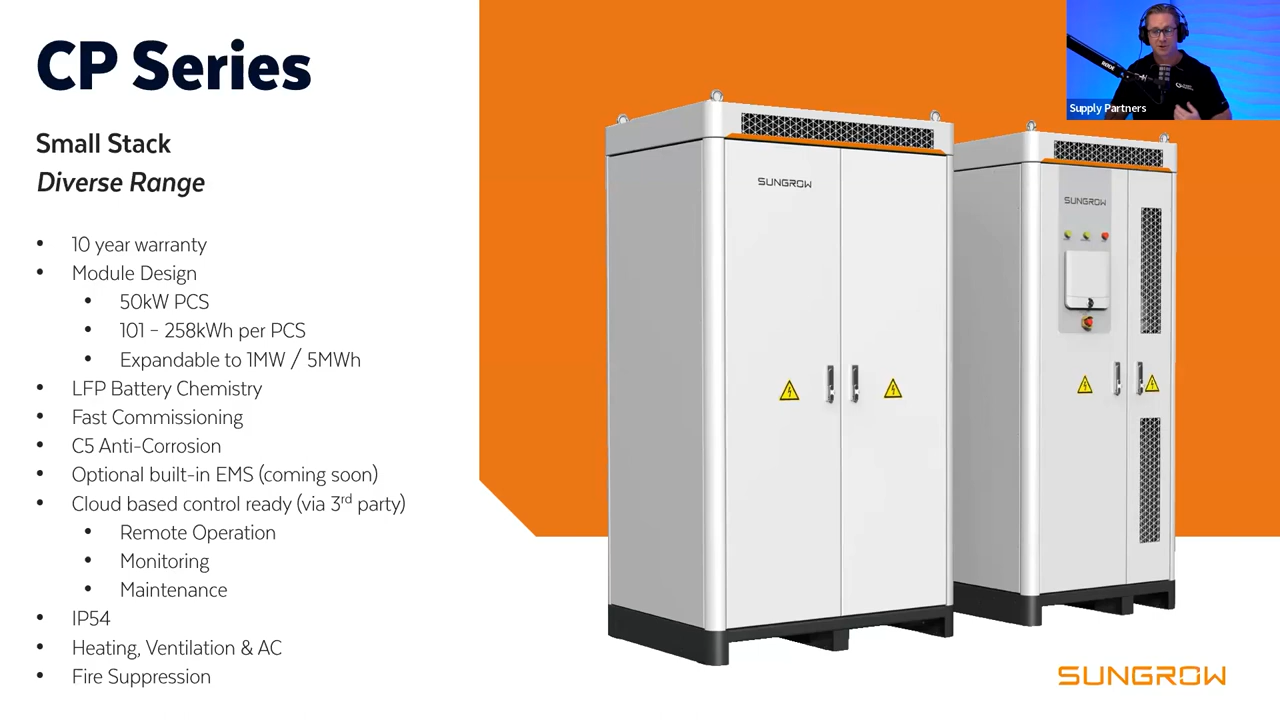 CP Series
Small Stack
Diverse Range
• 10 year warranty
• Module Design
• 50kW PCS
• 101 – 258kWh per PCS
• Expandable to 1MW / 5MWh
• LFP Battery Chemistry
• Fast Commissioning
• C5 Anti-Corrosion
• Optional built-in EMS (coming soon)
• Cloud based control ready (via 3rd party)
• Remote Operation
• Monitoring
• Maintenance
• IP54
• Heating, Ventilation & AC
• Fire Suppression
SUNGROW
SUNGROW
RODE
Supply Partners
SUNGROW